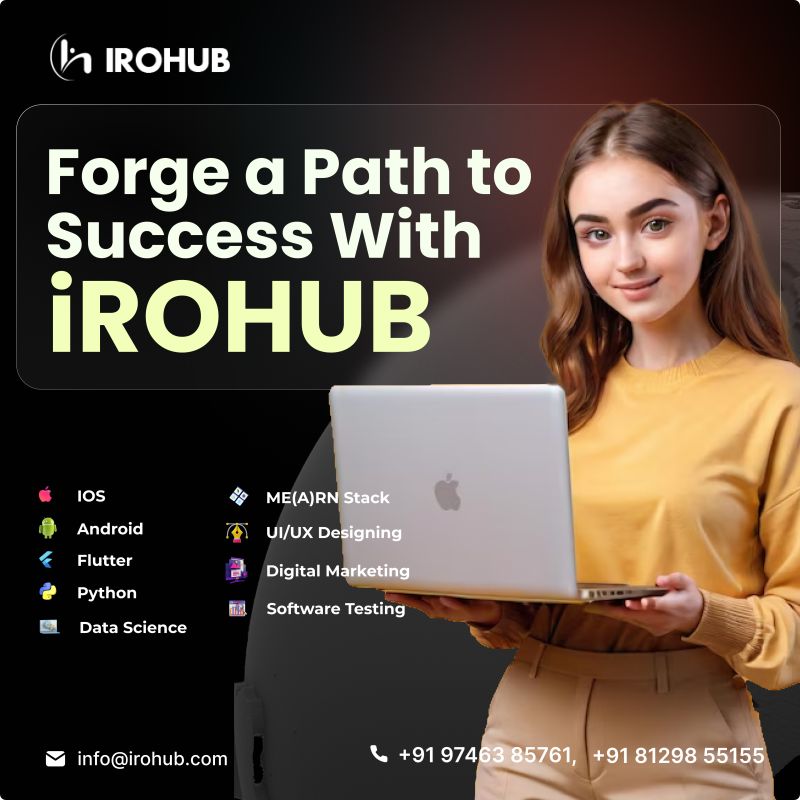 IROHUB
Forge a Path to
Success With
iROHUB
IOS
Android
Flutter
Python
Data Science
ME(A)RN Stack
UI/UX Designing
Digital Marketing
Software Testing
info@irohub.com
+91 97463 85761, +91 81298 55155